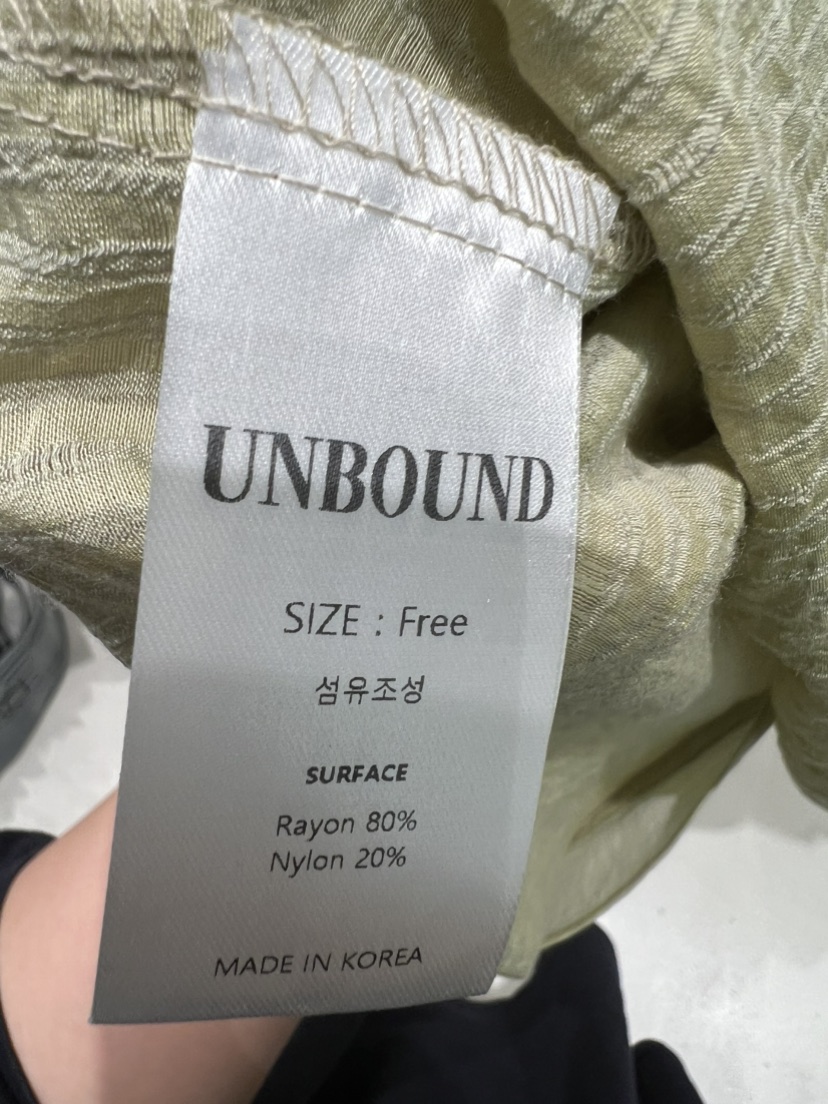 UNBOUND
SIZE : Free
섬유조성
SURFACE
Rayon 80%
Nylon 20%
MADE IN KOREA